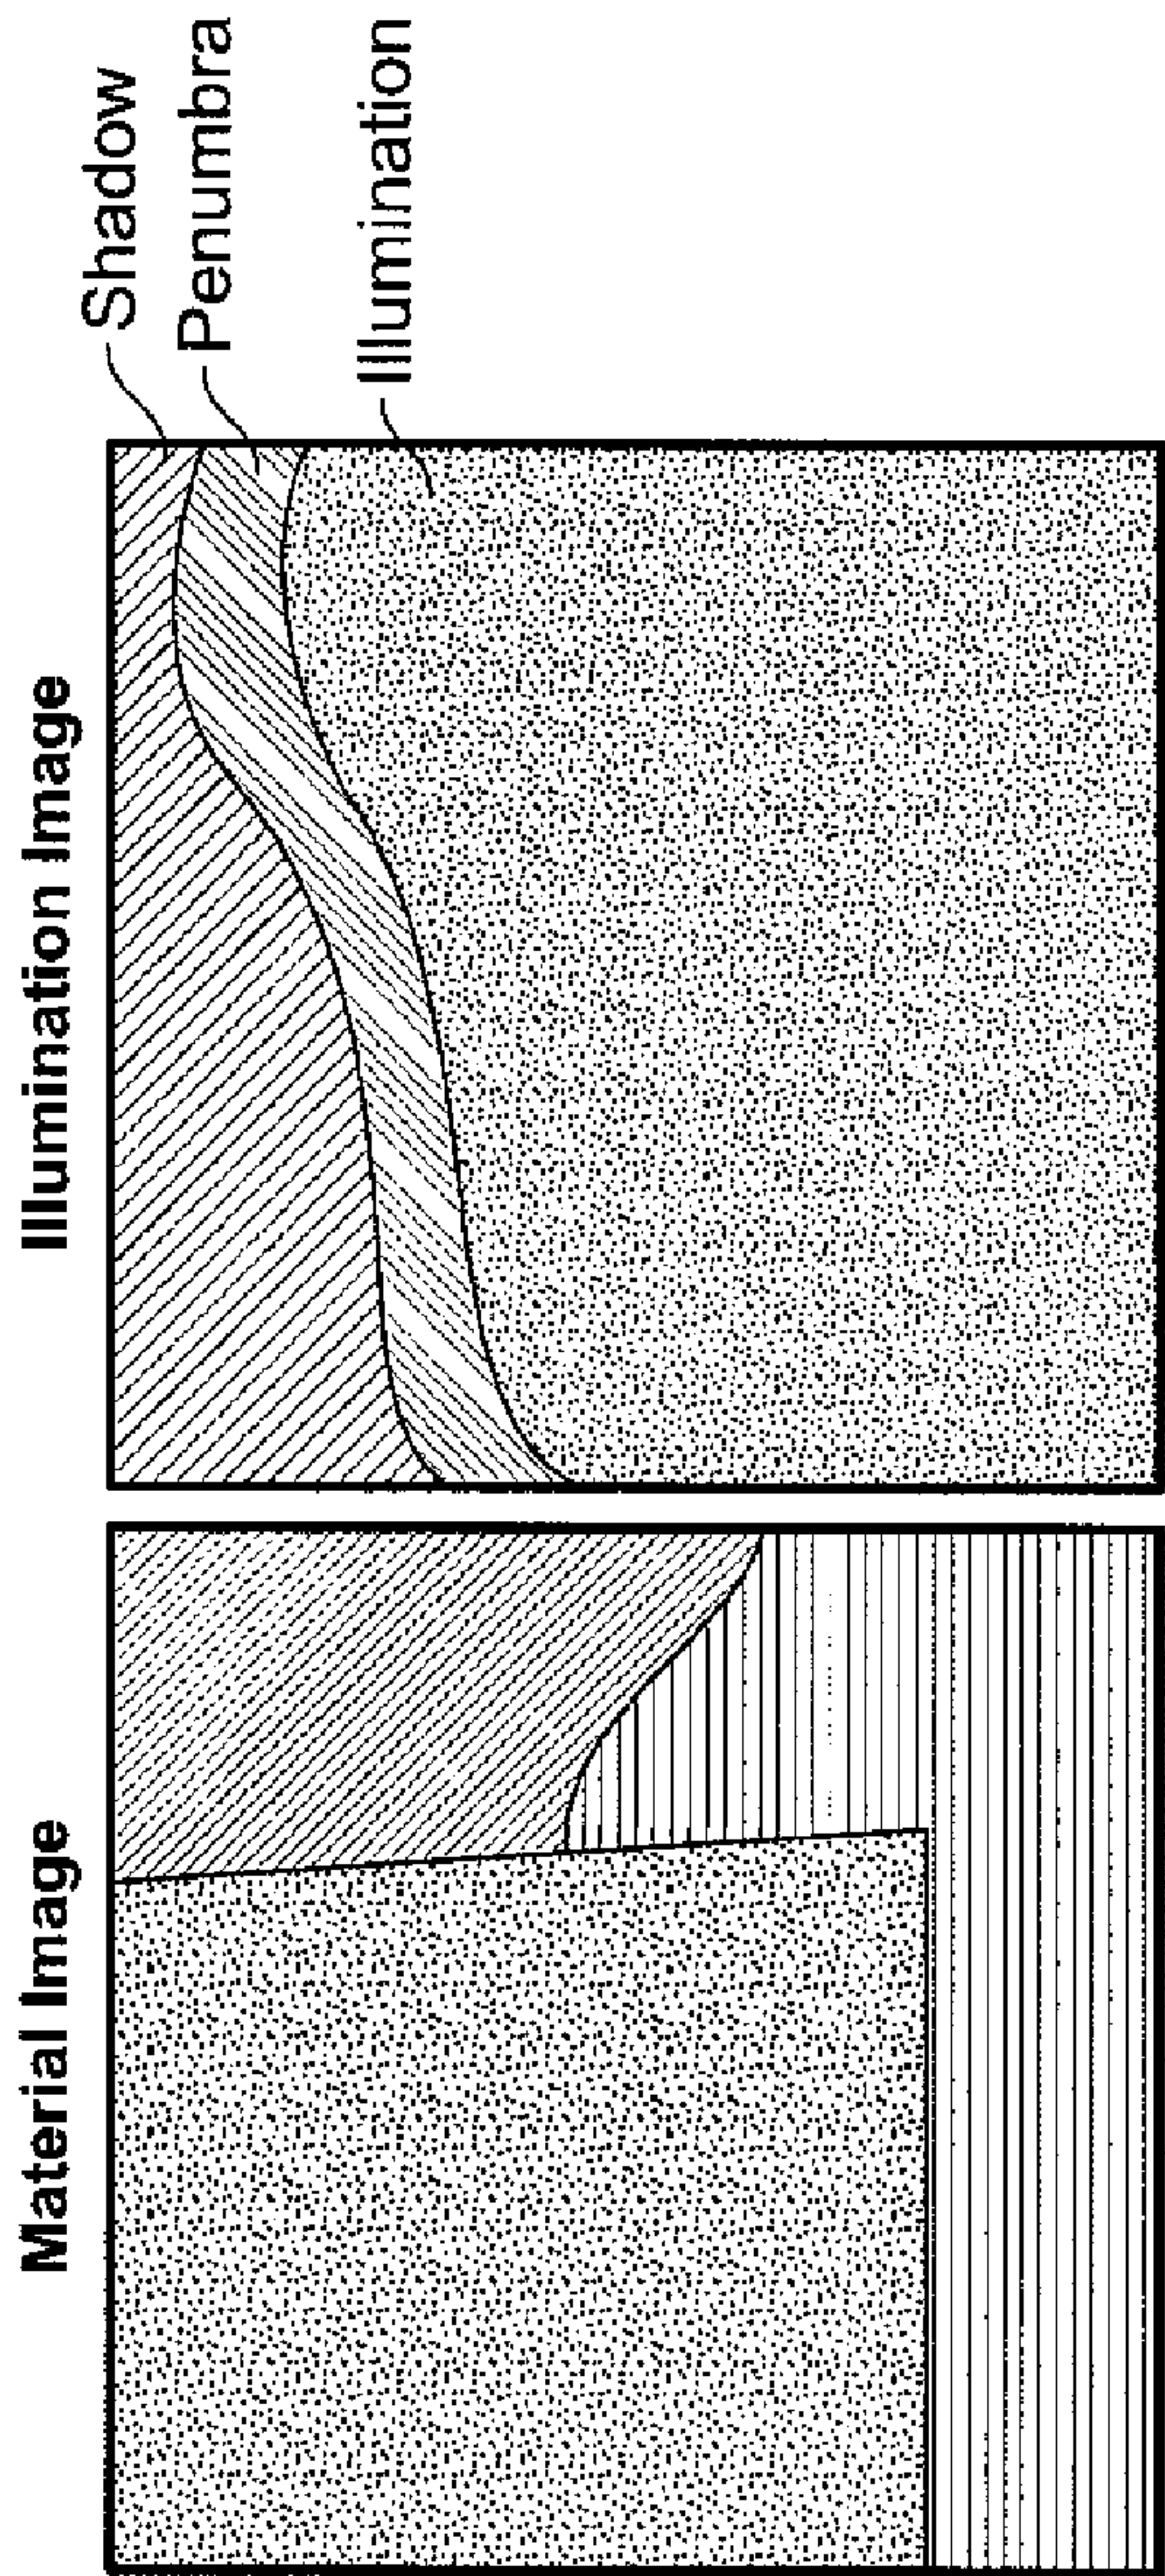 Material Image
Illumination Image
Shadow
Penumbra
Illumination